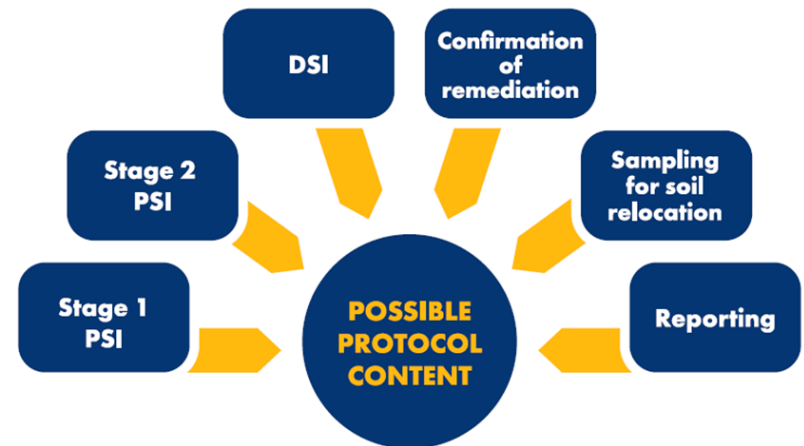 DSI
Confirmation
of
remediation
Stage 2
PSI
Sampling
for soil
relocation
Stage 1
PSI
Reporting
POSSIBLE
PROTOCOL
CONTENT